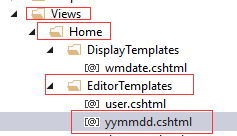 Views
Home
DisplayTemplates
[@] wmdate.cshtml
EditorTemplates
[@] user.cshtml
[@] yymmdd.cshtml